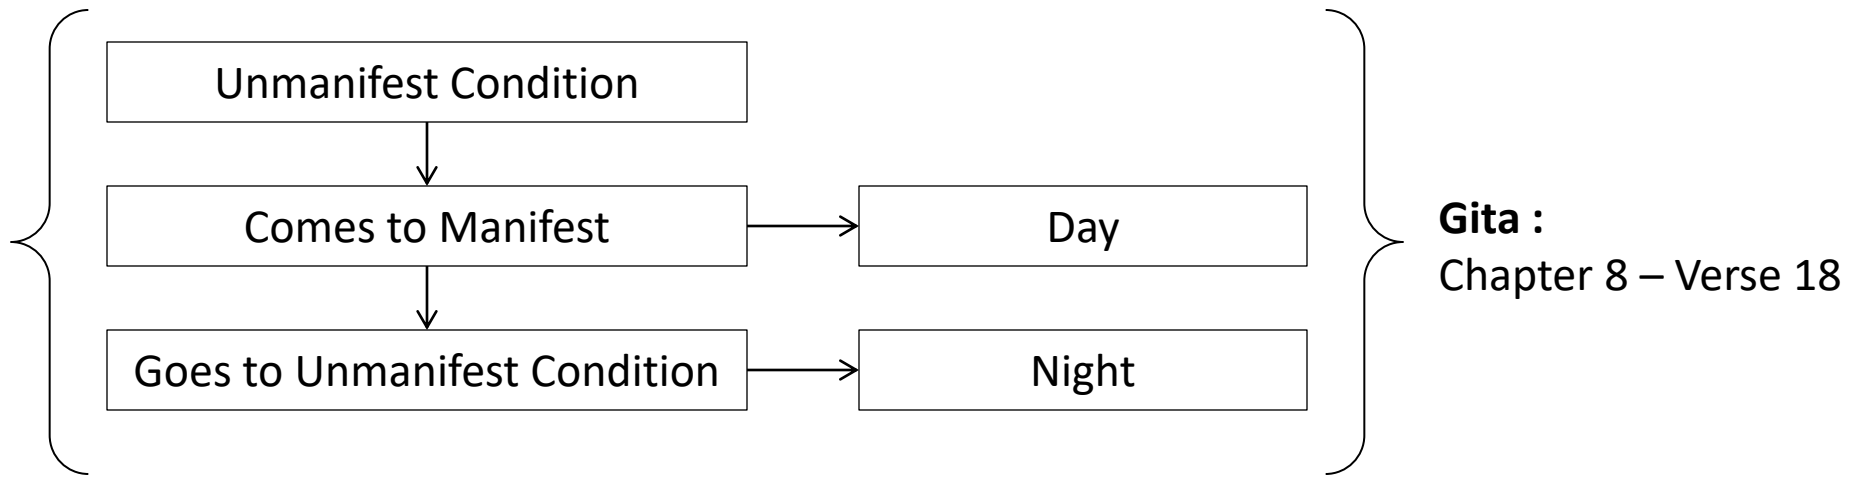 Unmanifest Condition
Comes to Manifest
Day
Goes to Unmanifest Condition
Night
Gita :
Chapter 8 – Verse 18